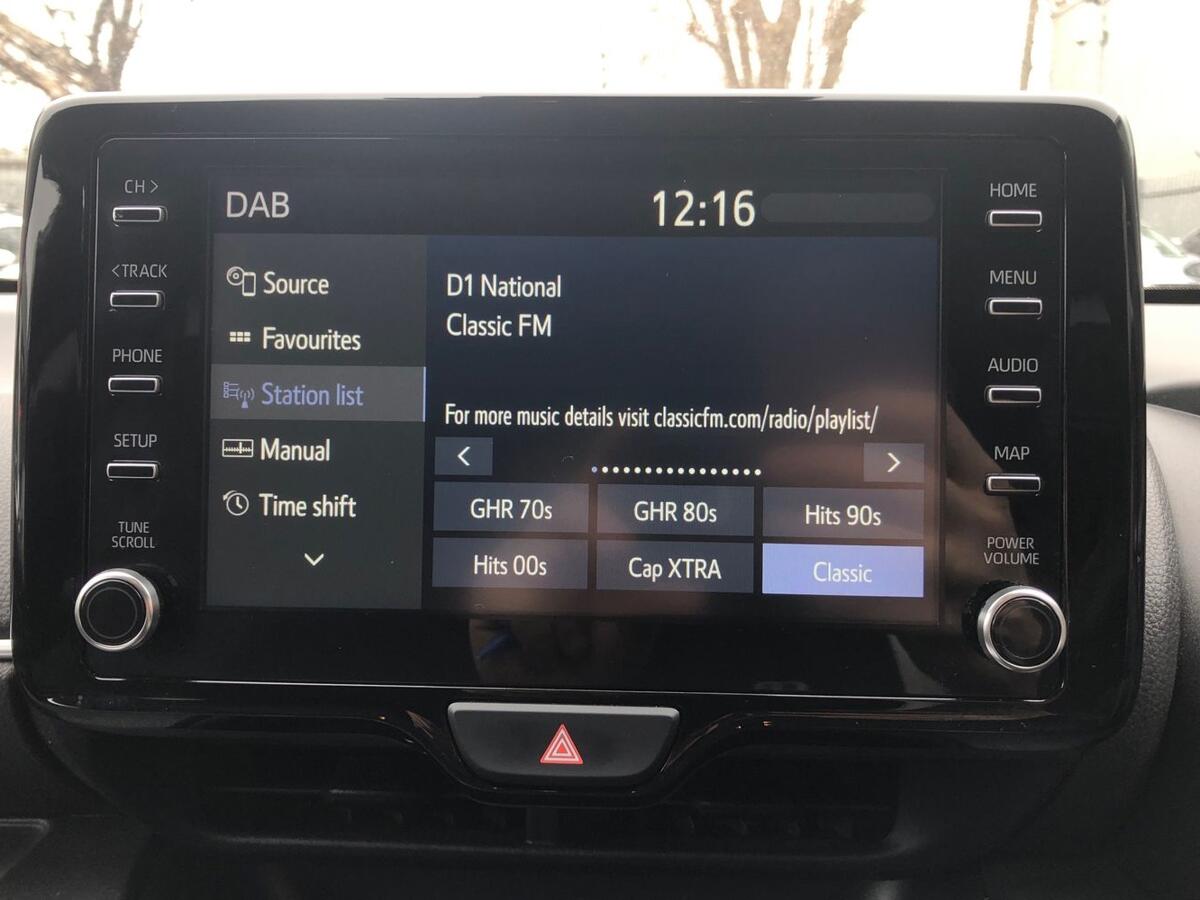 CH >
<TRACK
PHONE
SETUP
TUNE
SCROLL
DAB
12:16
Source
Favourites
Station list
Manual
Time shift
D1 National
Classic FM
For more music details visit classicfm.com/radio/playlist/
<
>
GHR 70s
GHR 80s
Hits 90s
Hits 00s
Cap XTRA
Classic
HOME
MENU
AUDIO
MAP
POWER
VOLUME